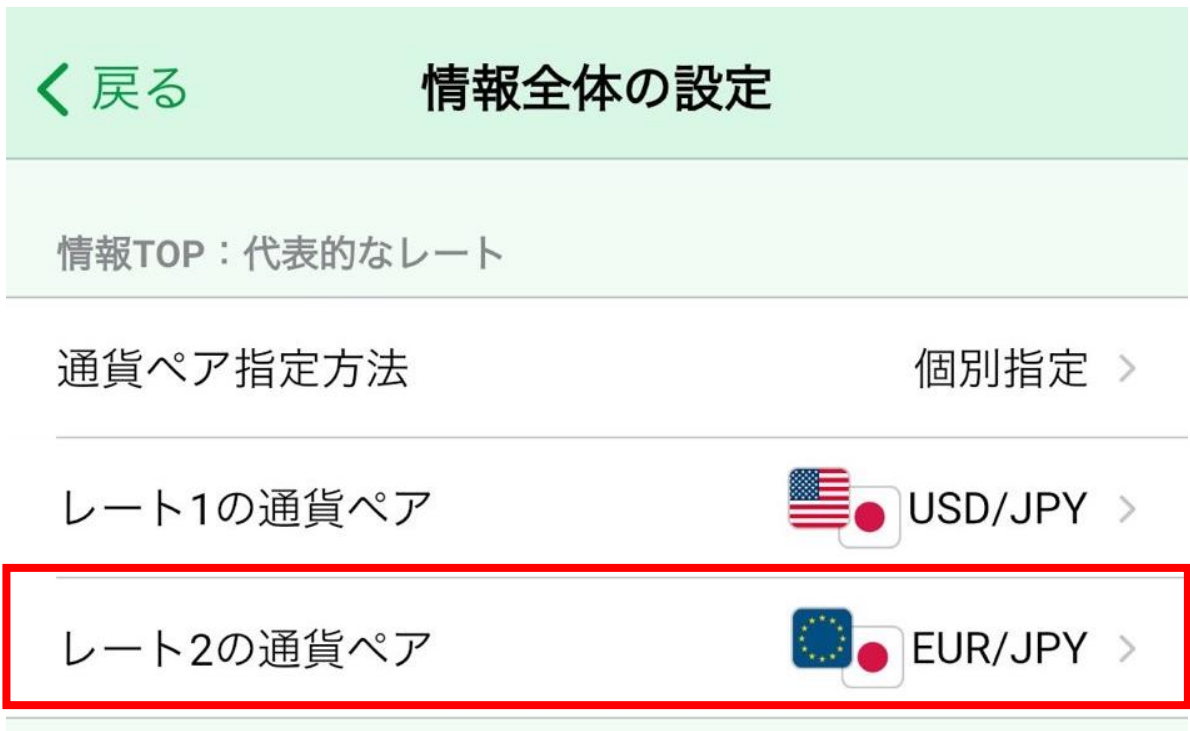 戻る 情報全体の設定
情報TOP：代表的なレート
通貨ペア指定方法 個別指定
レート1の通貨ペア USD/JPY
レート2の通貨ペア EUR/JPY